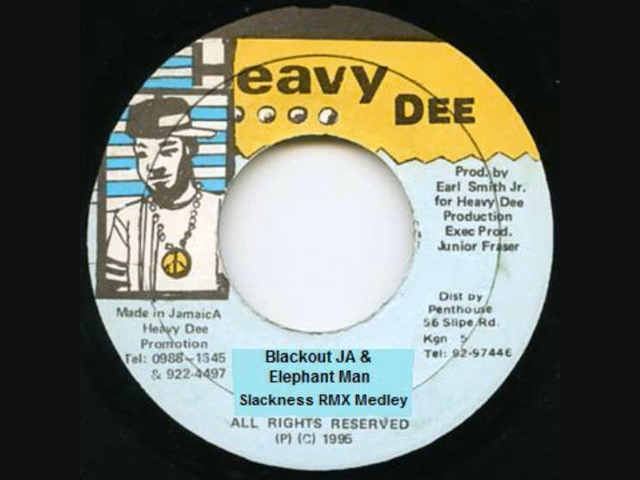 Heavy
DEE
Prod. by
Earl Smith Jr.
for Heavy Dee
Production
Exec Prod.
Junior Fraser
Made in JamaicA
Heavy Dee
Promotion
Tel: 0988-1345
& 922-4497
Dist by
Penthouse
56 Slipe Rd.
Kgn 5
Tel: 92-97446
Blackout JA &
Elephant Man
Slackness RMX Medley
ALL RIGHTS RESERVED
(P) (C) 1995